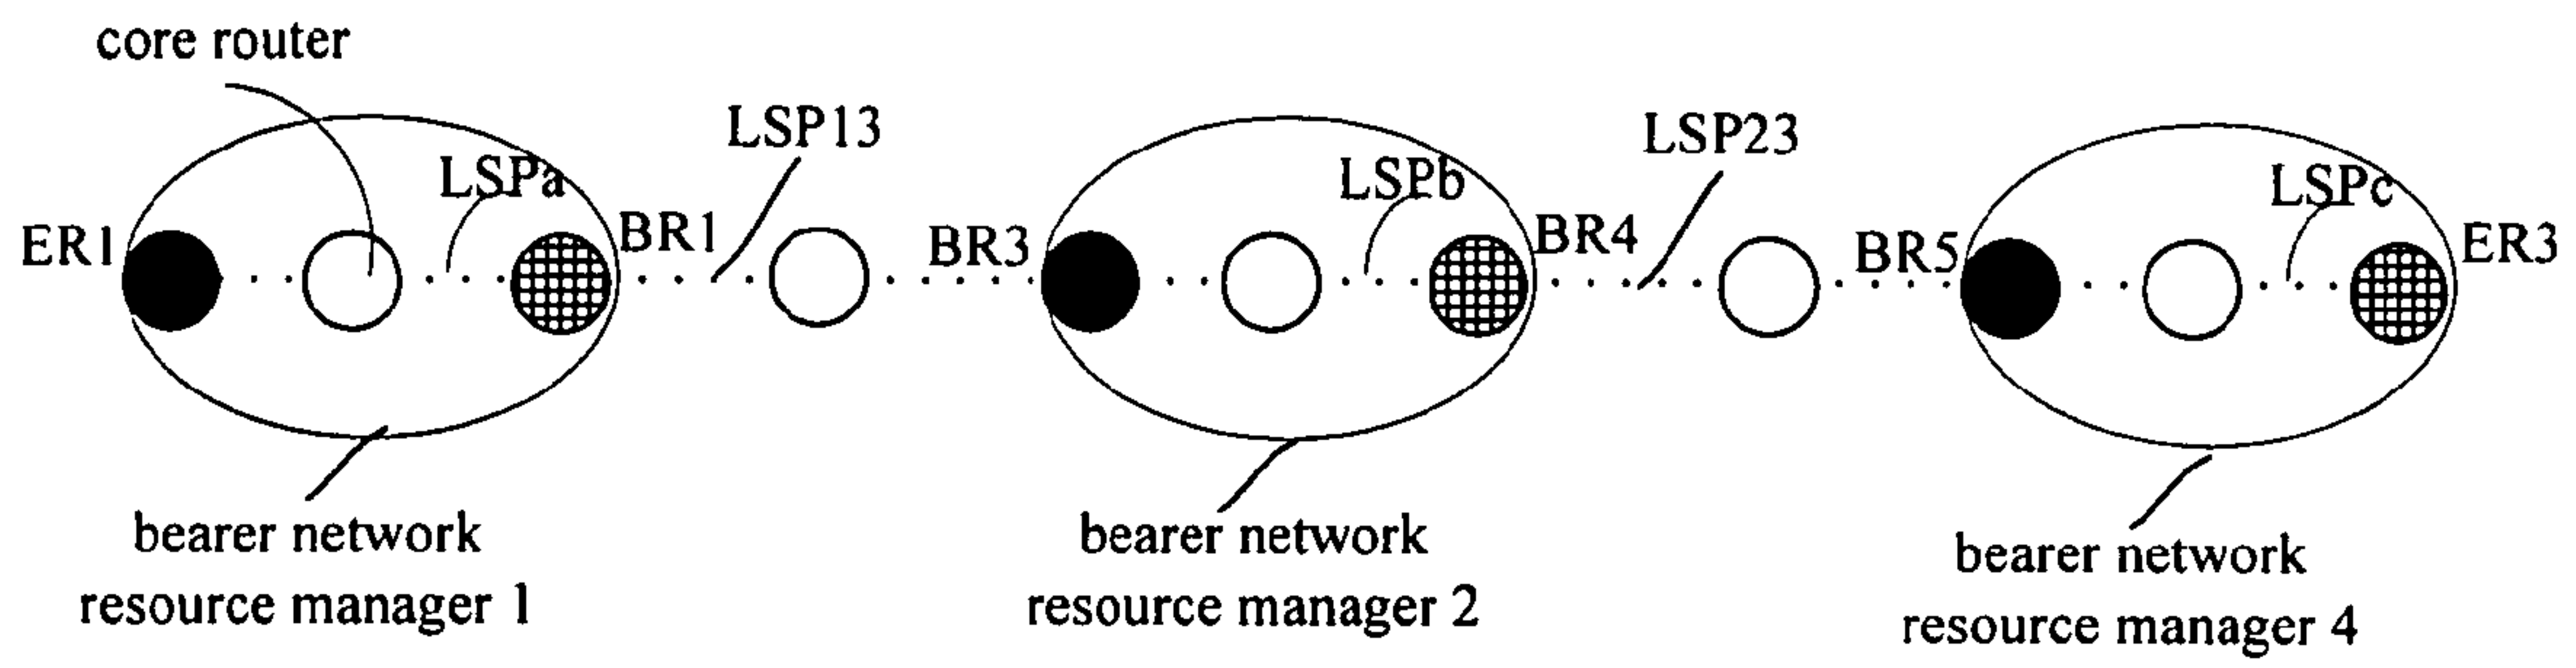 core router
LSP13
LSP23
LSPa
LSPb
LSPc
ER1
BR1
BR3
BR4
BR5
ER3
bearer network
resource manager 1
bearer network
resource manager 2
bearer network
resource manager 4